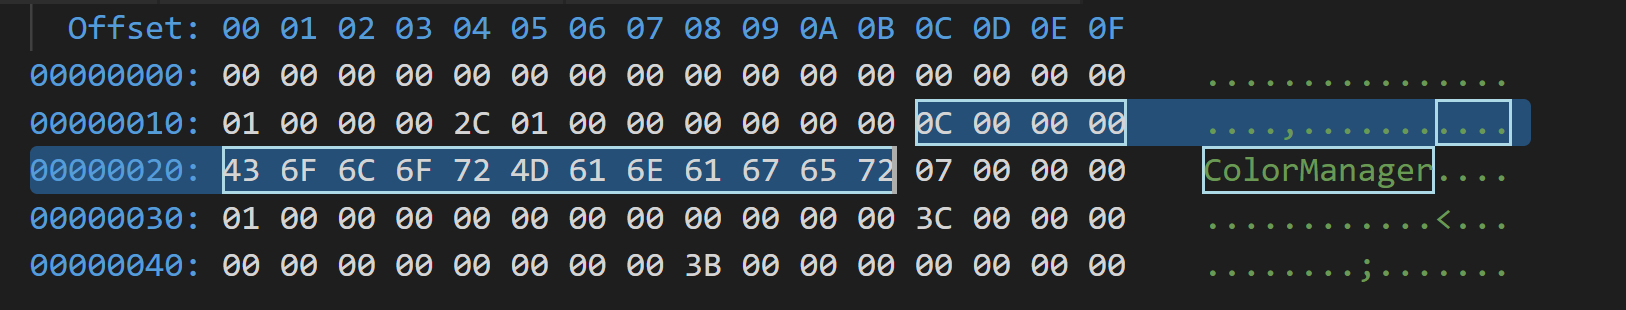 Offset: 00 01 02 03 04 05 06 07 08 09 0A 0B 0C 0D 0E 0F
00000000: 00 00 00 00 00 00 00 00 00 00 00 00 00 00 00 00 ................
00000010: 01 00 00 00 2C 01 00 00 00 00 00 00 0C 00 00 00 ....,...........
00000020: 43 6F 6C 6F 72 4D 61 6E 61 67 65 72 07 00 00 00 ColorManager....
00000030: 01 00 00 00 00 00 00 00 00 00 00 00 3C 00 00 00 ............<...
00000040: 00 00 00 00 00 00 00 00 3B 00 00 00 00 00 00 00 ........;.......